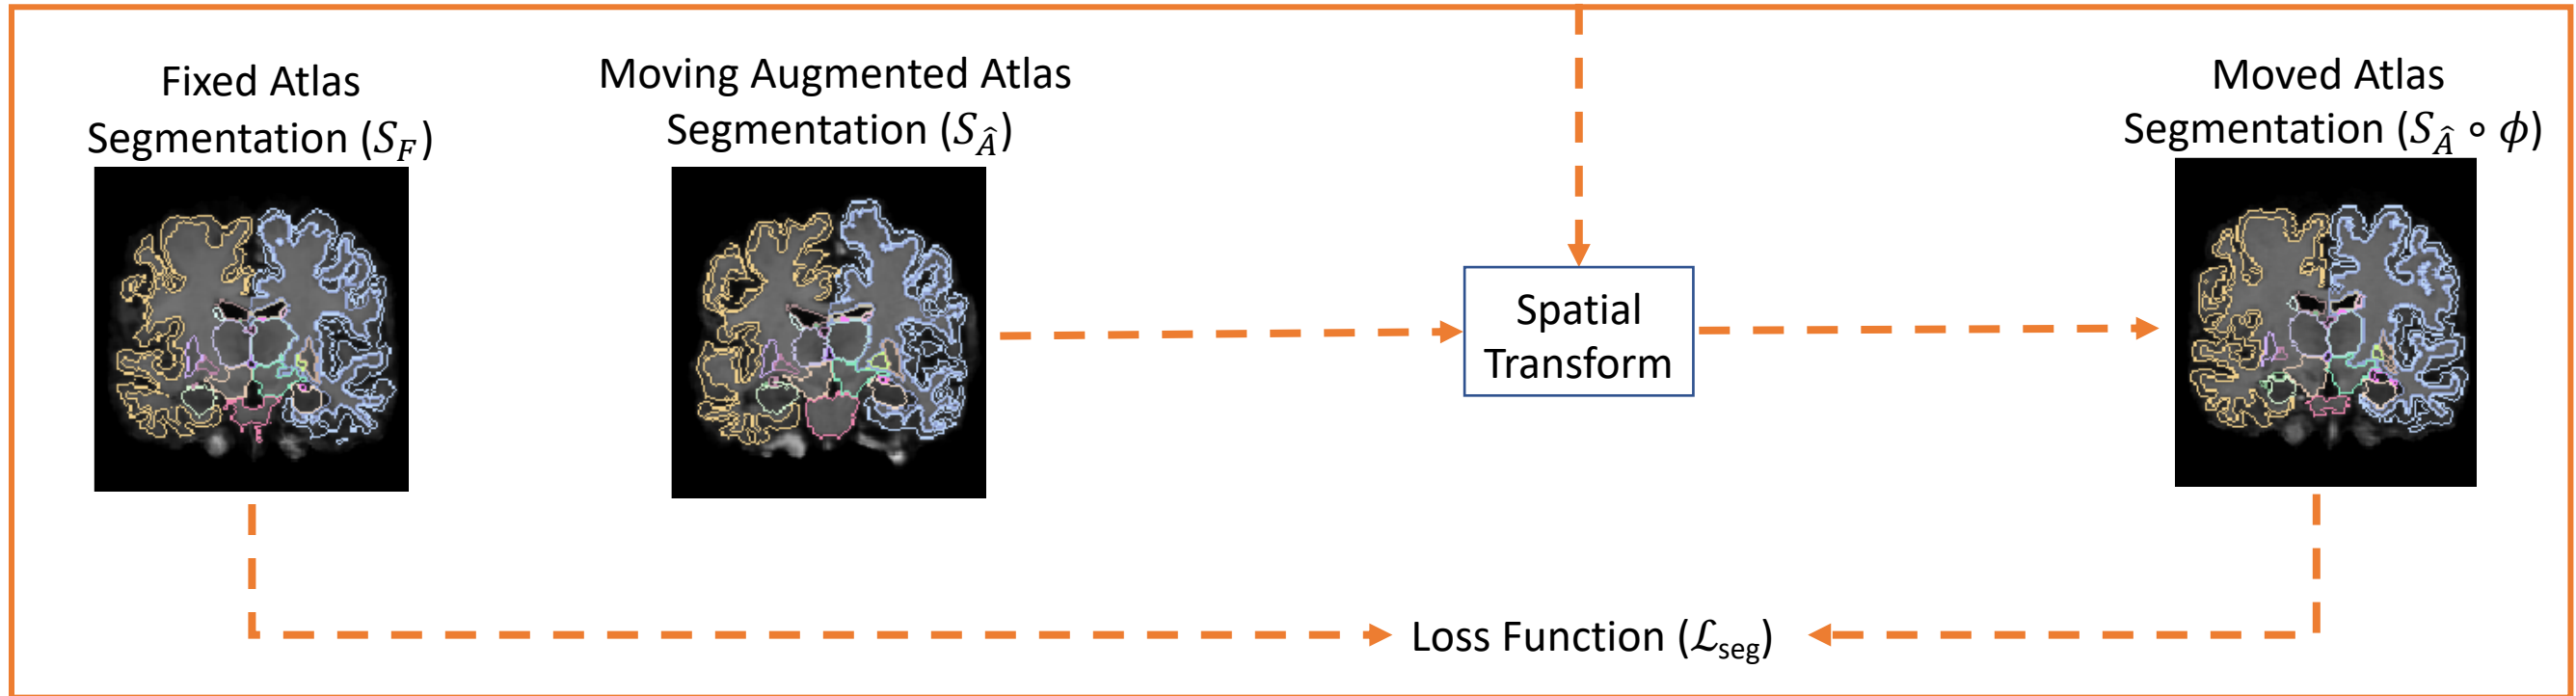 Fixed Atlas
Segmentation (S_F)
Moving Augmented Atlas
Segmentation (S_Â)
Moved Atlas
Segmentation (S_Â ∘ ϕ)
Spatial
Transform
Loss Function (ℒ_seg)